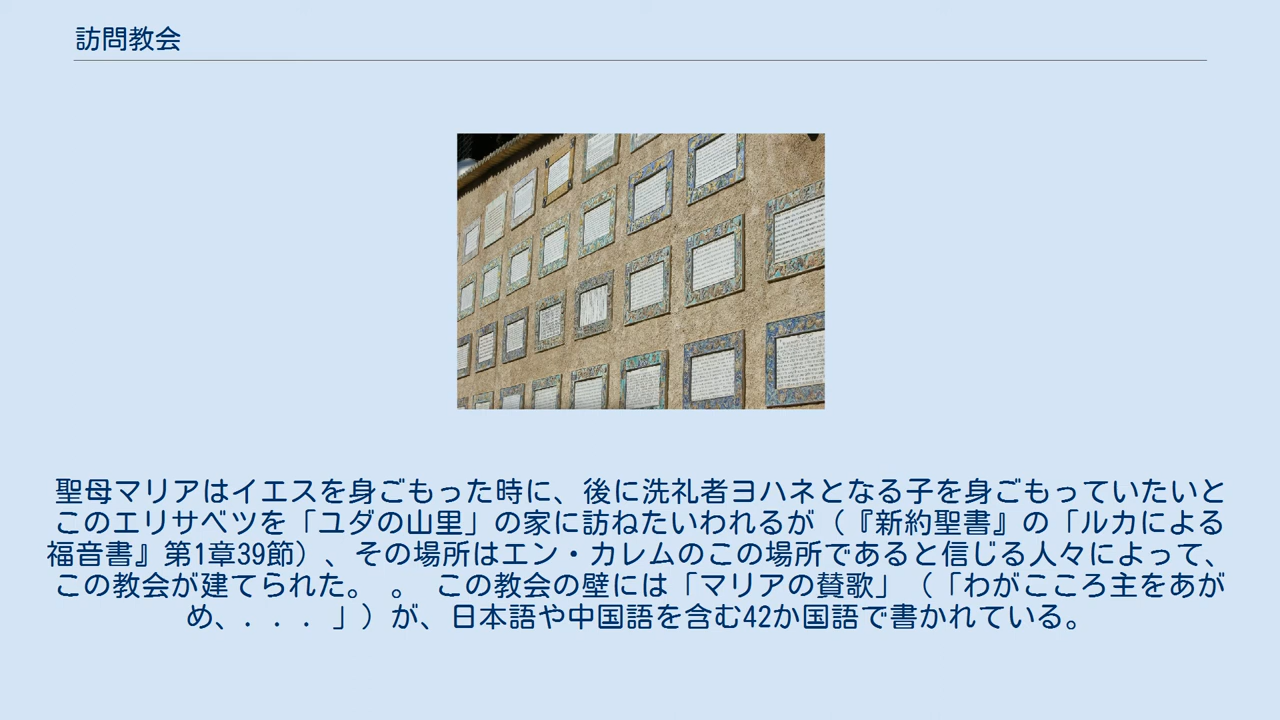 訪問教会
聖母マリアはイエスを身ごもった時に、後に洗礼者ヨハネとなる子を身ごもっていたいと
このエリサベツを「ユダの山里」の家に訪ねたいわれるが（『新約聖書』の「ルカによる
福音書』第1章39節）、その場所はエン・カレムのこの場所であると信じる人々によって、
この教会が建てられた。 。 この教会の壁には「マリアの賛歌」（「わがこころ主をあが
め、．．．」）が、日本語や中国語を含む42か国語で書かれている。